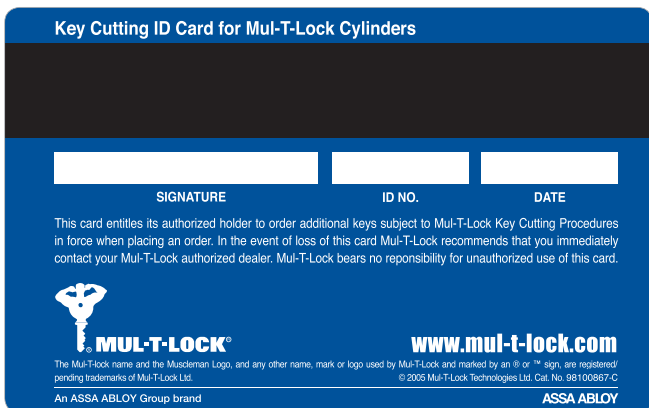 Key Cutting ID Card for Mul-T-Lock Cylinders
SIGNATURE ID NO. DATE
This card entitles its authorized holder to order additional keys subject to Mul-T-Lock Key Cutting Procedures
in force when placing an order. In the event of loss of this card Mul-T-Lock recommends that you immediately
contact your Mul-T-Lock authorized dealer. Mul-T-Lock bears no reponsibility for unauthorized use of this card.
® MUL-T-LOCK® www.mul-t-lock.com
The Mul-T-lock name and the Muscleman Logo, and any other name, mark or logo used by Mul-T-Lock and marked by an ® or ™ sign, are registered/
pending trademarks of Mul-T-Lock Ltd. © 2005 Mul-T-Lock Technologies Ltd. Cat. No. 98100867-C
An ASSA ABLOY Group brand ASSA ABLOY